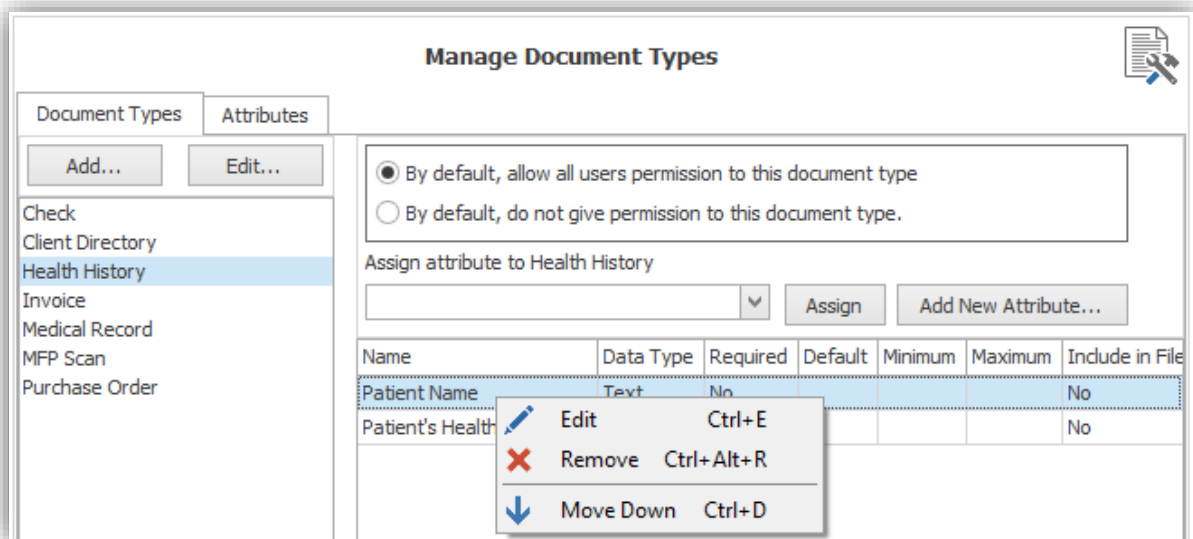 Manage Document Types
Document Types Attributes
Add... Edit...
Check
Client Directory
Health History
Invoice
Medical Record
MFP Scan
Purchase Order
By default, allow all users permission to this document type
By default, do not give permission to this document type.
Assign attribute to Health History
Assign Add New Attribute...
Name Data Type Required Default Minimum Maximum Include in File
Patient Name Text No No
Patient's Health No
Edit Ctrl+E
Remove Ctrl+Alt+R
Move Down Ctrl+D